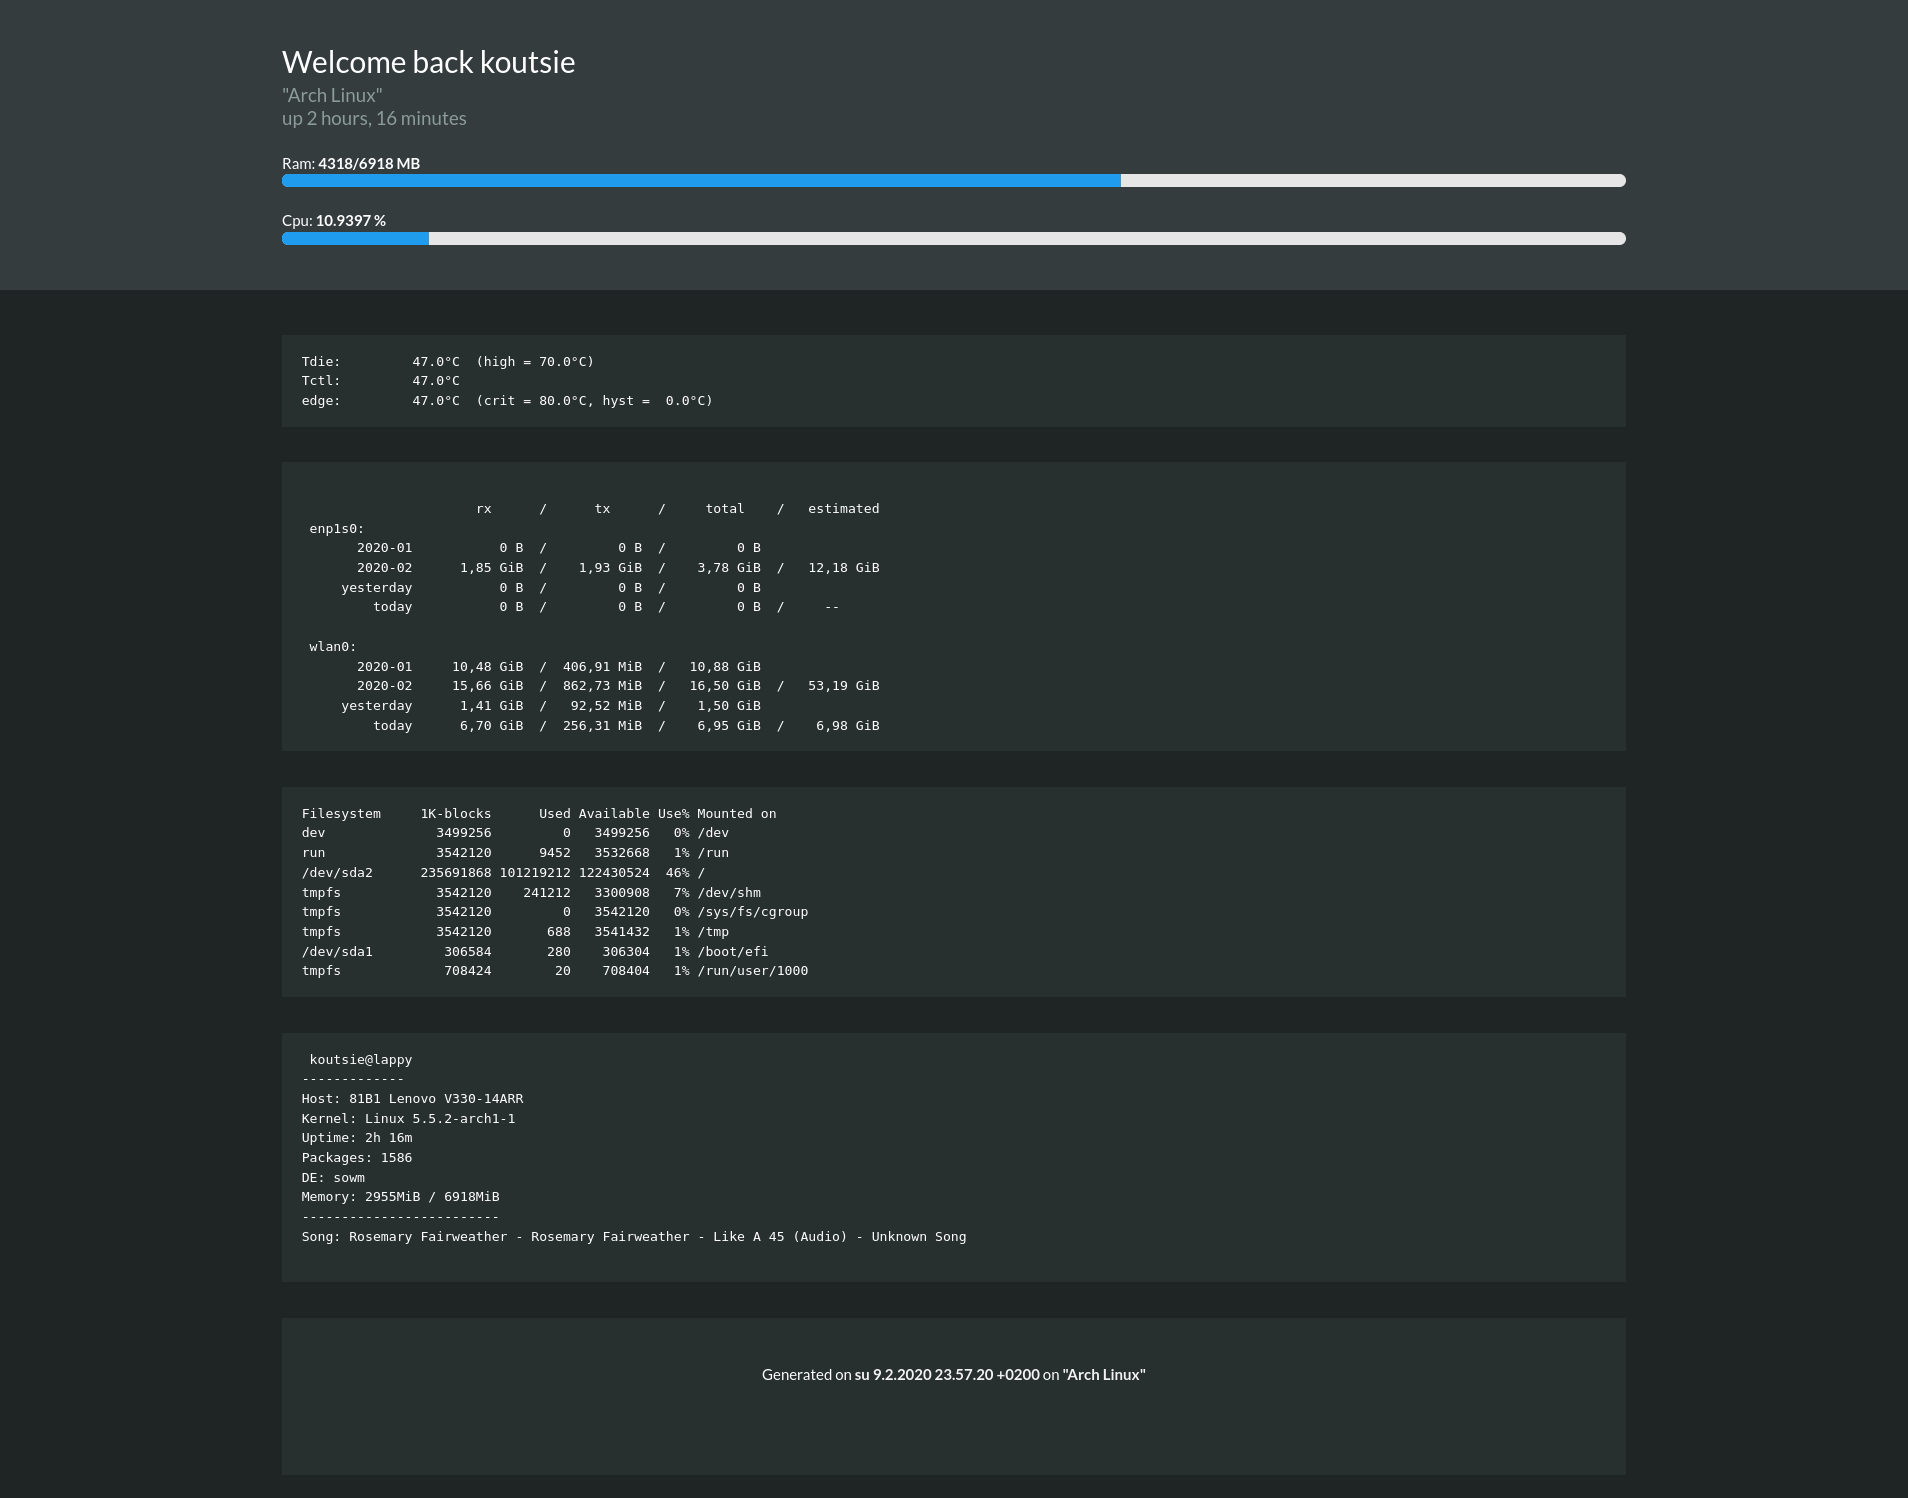 Welcome back koutsie
"Arch Linux"
up 2 hours, 16 minutes
Ram: 4318/6918 MB
Cpu: 10.9397 %
Tdie:         47.0°C  (high = 70.0°C)
Tctl:         47.0°C
edge:         47.0°C  (crit = 80.0°C, hyst =  0.0°C)
                      rx      /      tx      /     total    /   estimated
 enp1s0:
       2020-01           0 B  /         0 B  /         0 B
       2020-02      1,85 GiB  /    1,93 GiB  /    3,78 GiB  /   12,18 GiB
     yesterday           0 B  /         0 B  /         0 B
         today           0 B  /         0 B  /         0 B  /     --
 wlan0:
       2020-01     10,48 GiB  /  406,91 MiB  /   10,88 GiB
       2020-02     15,66 GiB  /  862,73 MiB  /   16,50 GiB  /   53,19 GiB
     yesterday      1,41 GiB  /   92,52 MiB  /    1,50 GiB
         today      6,70 GiB  /  256,31 MiB  /    6,95 GiB  /    6,98 GiB
Filesystem     1K-blocks      Used Available Use% Mounted on
dev              3499256         0   3499256   0% /dev
run              3542120      9452   3532668   1% /run
/dev/sda2      235691868 101219212 122430524  46% /
tmpfs            3542120    241212   3300908   7% /dev/shm
tmpfs            3542120         0   3542120   0% /sys/fs/cgroup
tmpfs            3542120       688   3541432   1% /tmp
/dev/sda1         306584       280    306304   1% /boot/efi
tmpfs             708424        20    708404   1% /run/user/1000
 koutsie@lappy
-------------
Host: 81B1 Lenovo V330-14ARR
Kernel: Linux 5.5.2-arch1-1
Uptime: 2h 16m
Packages: 1586
DE: sowm
Memory: 2955MiB / 6918MiB
-------------------------
Song: Rosemary Fairweather - Rosemary Fairweather - Like A 45 (Audio) - Unknown Song
Generated on su 9.2.2020 23.57.20 +0200 on "Arch Linux"